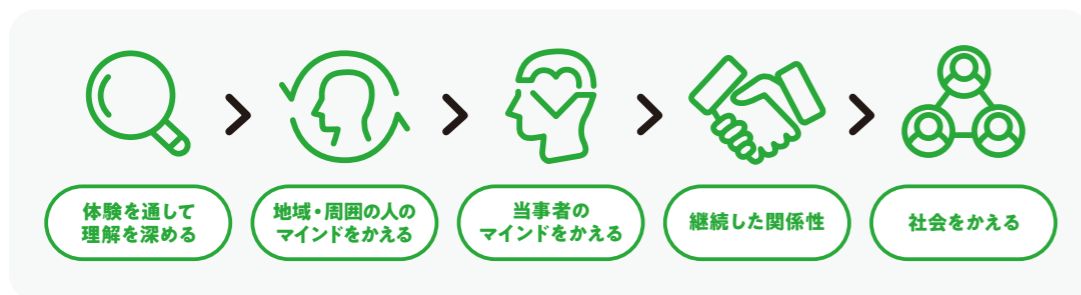 体験を通して
理解を深める
地域・周囲の人の
マインドをかえる
当事者の
マインドをかえる
継続した関係性
社会をかえる